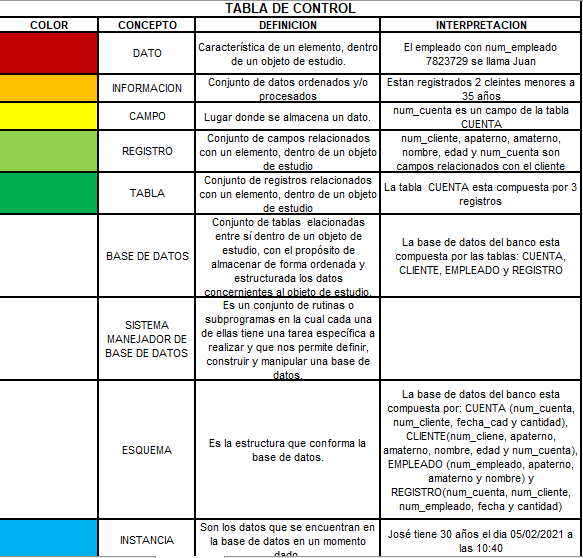 TABLA DE CONTROL
COLOR CONCEPTO DEFINICION INTERPRETACION
DATO
Característica de un elemento, dentro
de un objeto de estudio.
El empleado con num_empleado
7823729 se llama Juan
INFORMACION
Conjunto de datos ordenados y/o
procesados
Estan registrados 2 cleintes menores a
35 años
CAMPO
Lugar donde se almacena un dato.
num_cuenta es un campo de la tabla
CUENTA
REGISTRO
Conjunto de campos relacionados
con un elemento, dentro de un objeto
de estudio
num_cliente, apaterno, amaterno,
nombre, edad y num_cuenta son
campos relacionados con el cliente
TABLA
Conjunto de registros relacionados
con un elemento, dentro de un objeto
de estudio
La tabla CUENTA esta compuesta por 3
registros
BASE DE DATOS
Conjunto de tablas elacionadas
entre sí dentro de un objeto de
estudio, con el propósito de
almacenar de forma ordenada y
estructurada los datos
concernientes al objeto de estudio.
La base de datos del banco esta
compuesta por las tablas: CUENTA,
CLIENTE, EMPLEADO y REGISTRO
SISTEMA
MANEJADOR DE
BASE DE DATOS
Es un conjunto de rutinas o
subprogramas en la cual cada una
de ellas tiene una tarea específica a
realizar y que nos permite definir,
construir y manipular una base de
datos.
ESQUEMA
Es la estructura que conforma la
base de datos.
La base de datos del banco esta
compuesta por: CUENTA (num_cuenta,
num_cliente, fecha_cad y cantidad),
CLIENTE(num_cliene, apaterno,
amaterno, nombre, edad y num_cuenta),
EMPLEADO (num_empleado, apaterno,
amaterno y nombre) y
REGISTRO(num_cuenta, num_cliente,
num_empleado, fecha y cantidad)
INSTANCIA
Son los datos que se encuentran en
la base de datos en un momento
dado
José tiene 30 años el dia 05/02/2021 a
las 10:40